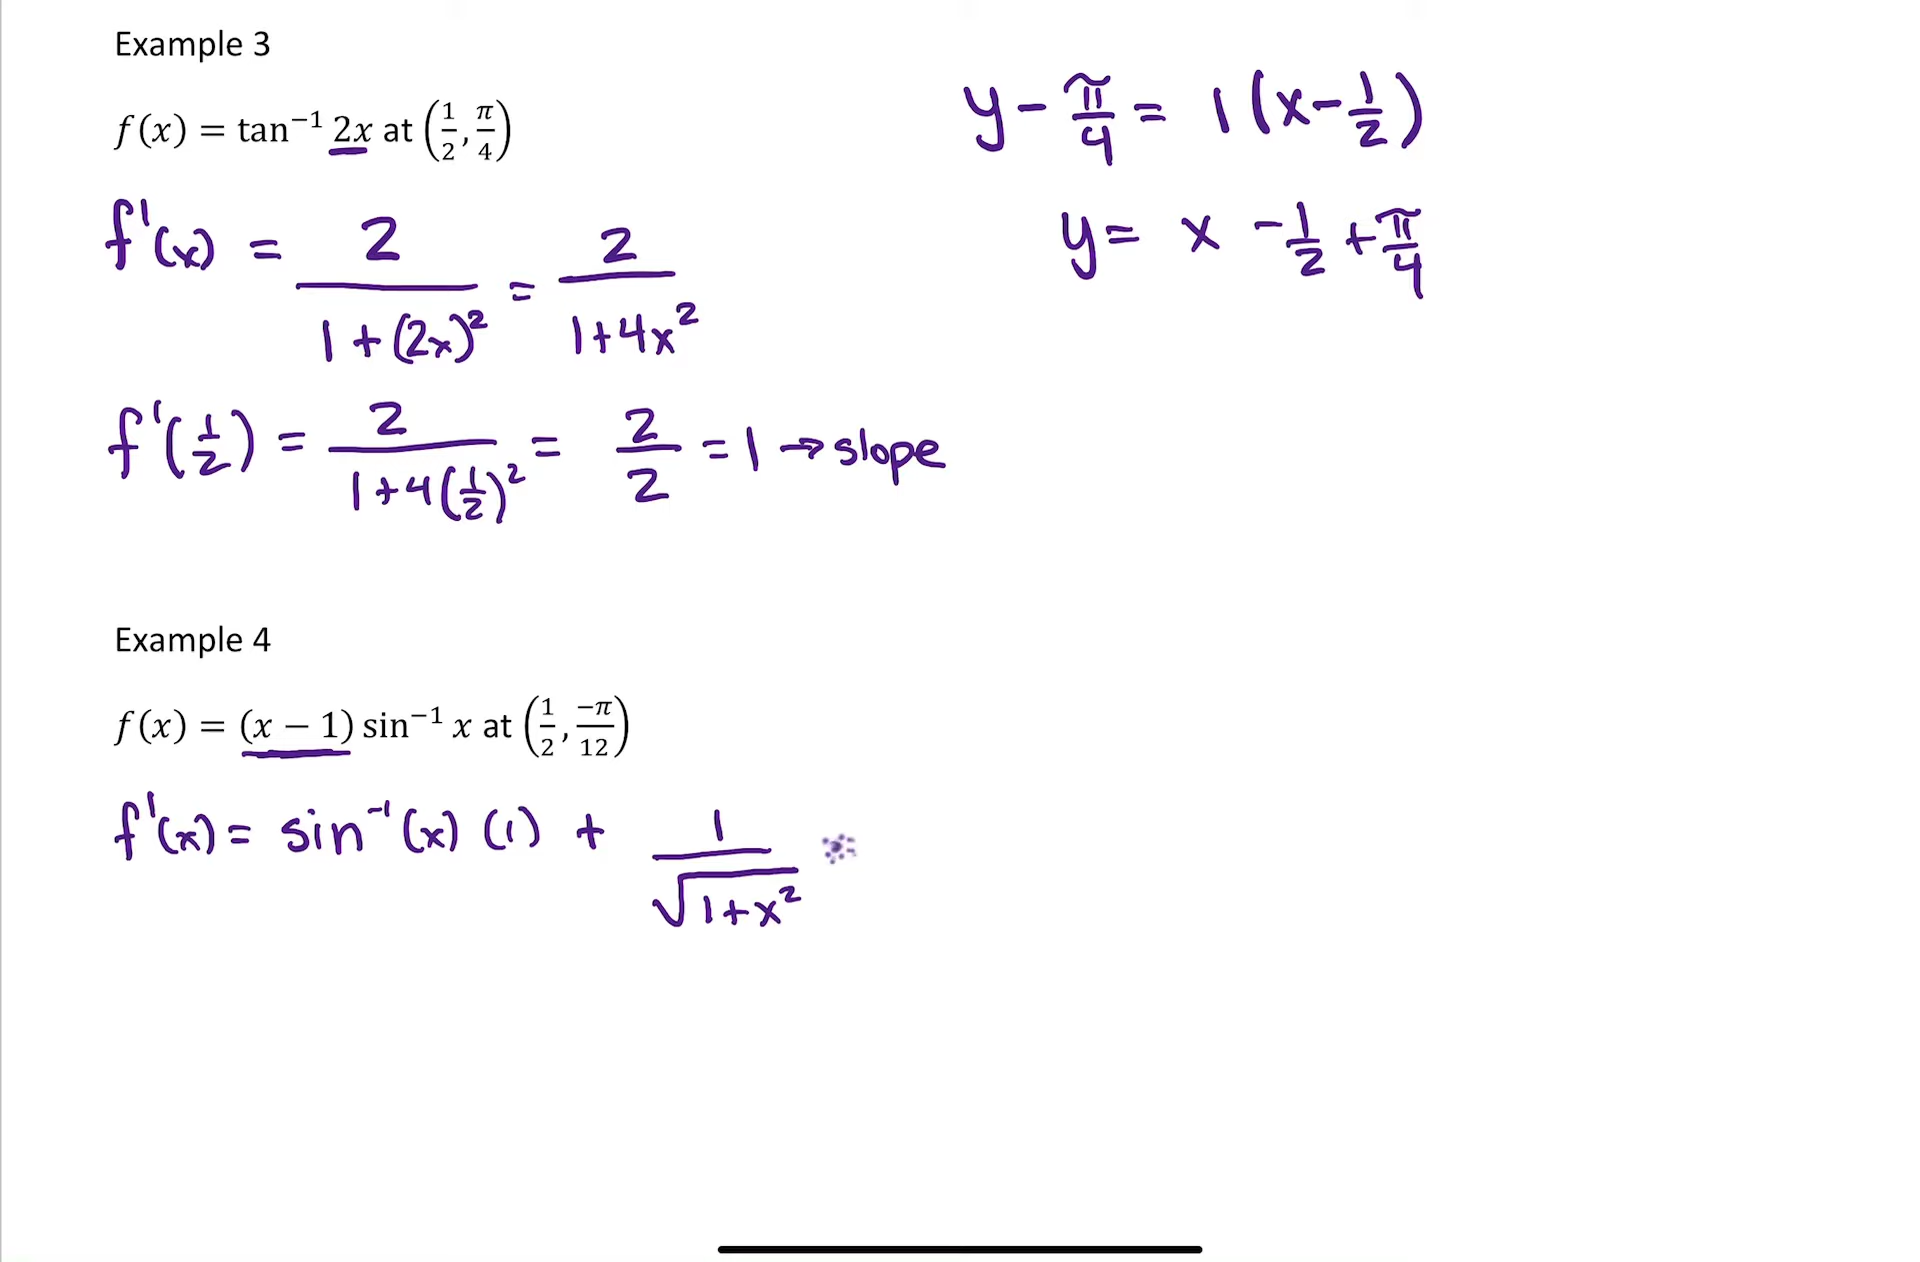 Example 3
f(x) = tan⁻¹ 2x at (1/2, π/4)
f'(x) = 2/(1+(2x)²) = 2/(1+4x²)
f'(1/2) = 2/(1+4(1/2)²) = 2/2 = 1 → slope
y - π/4 = 1(x - 1/2)
y = x - 1/2 + π/4
Example 4
f(x) = (x − 1) sin⁻¹ x at (1/2, −π/12)
f'(x) = sin⁻¹(x)(1) + 1/√(1+x²)